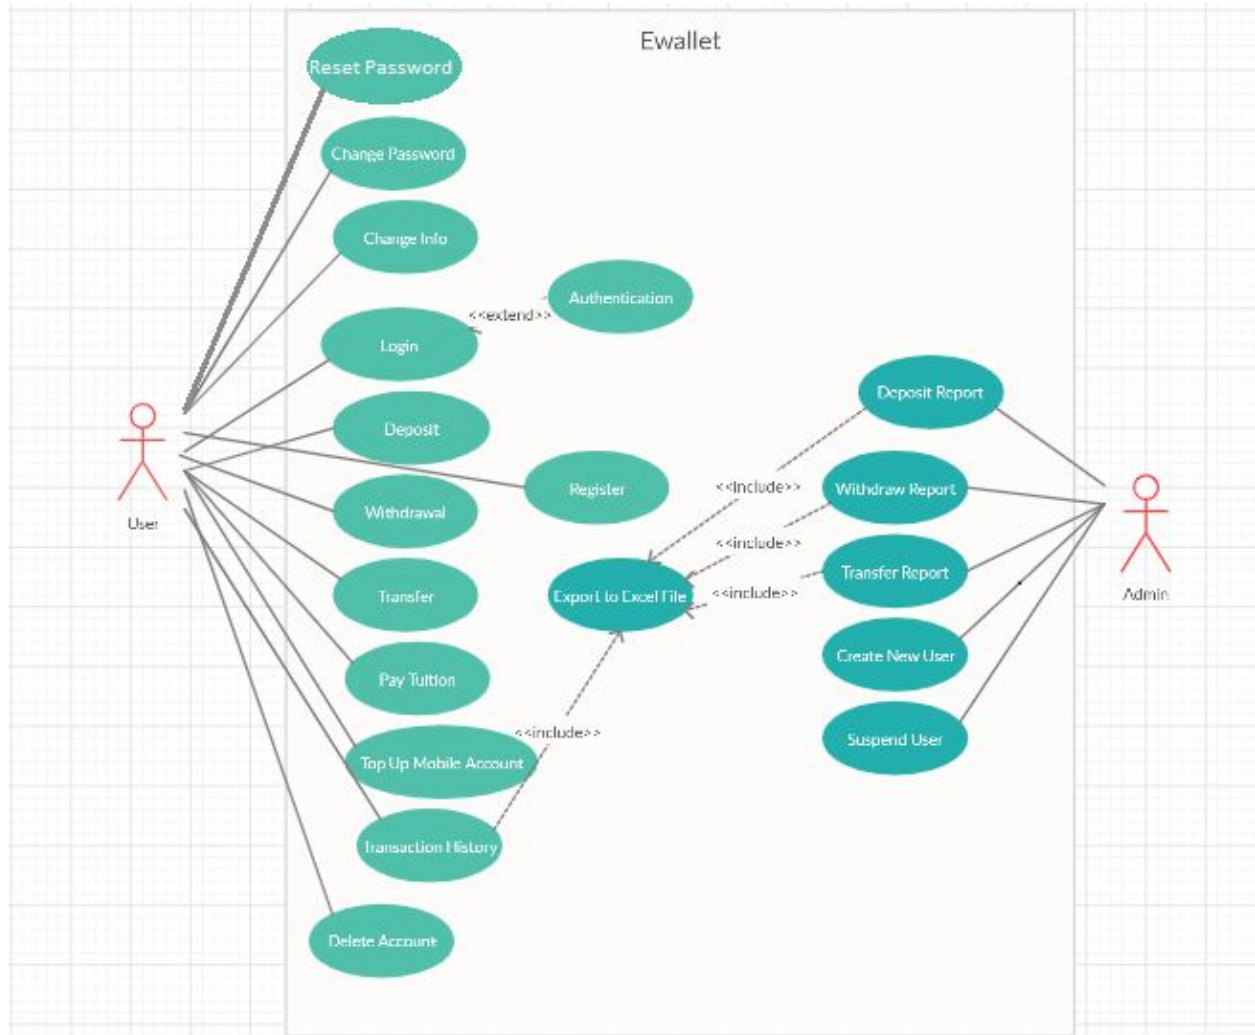 Ewallet
Reset Password
Change Password
Change Info
Authentication
<<extend>>
Login
Deposit Report
Deposit
<<include>>
Withdraw Report
Register
User
Withdrawal
<<include>>
Transfer Report
Admin
Export to Excel File
<<include>>
Transfer
Create New User
Pay Tuition
<<include>>
Suspend User
Top Up Mobile Account
Transaction History
Delete Account